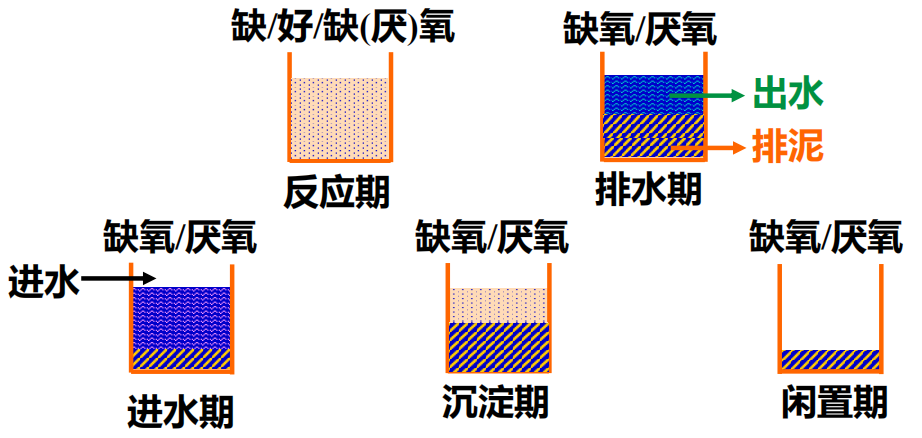 缺/好/缺(厌)氧
缺氧/厌氧
出水
排泥
反应期
排水期
缺氧/厌氧
缺氧/厌氧
缺氧/厌氧
进水
进水期
沉淀期
闲置期